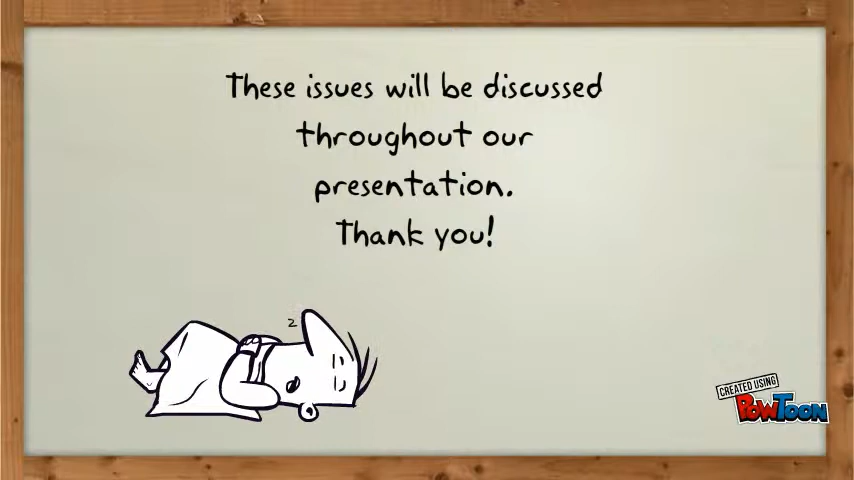 These issues will be discussed
throughout our
presentation.
Thank you!
z
CREATED USING
POWTOON